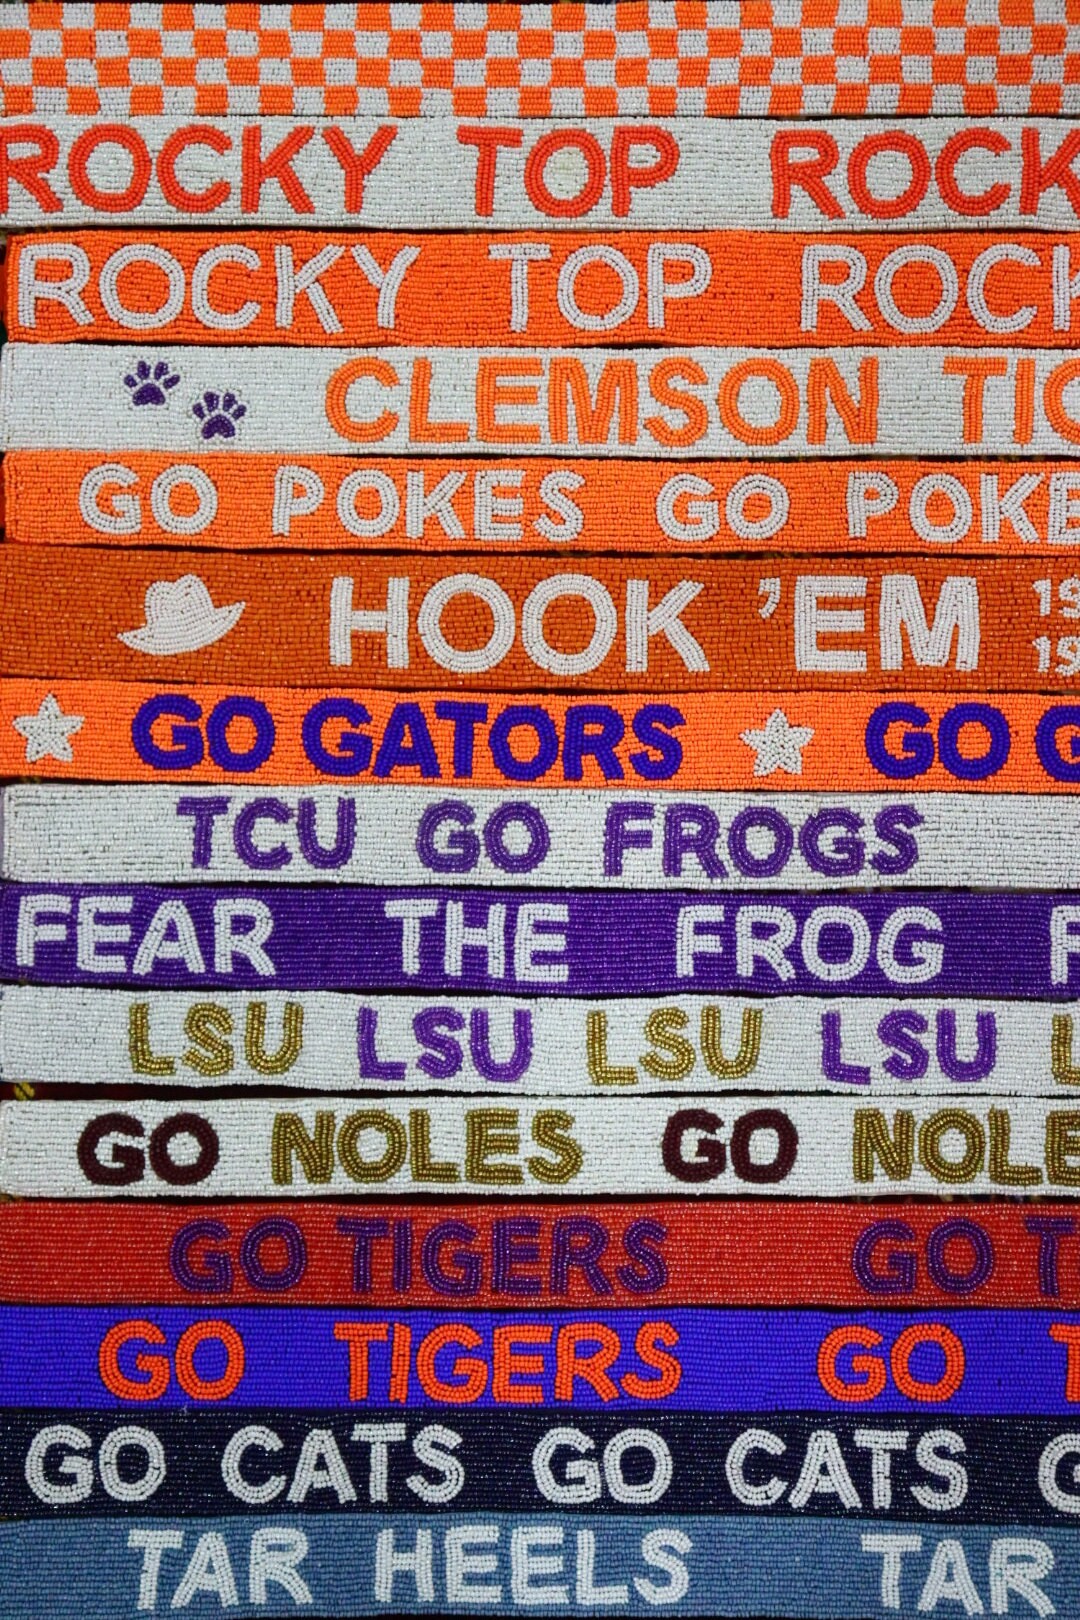 ROCKY TOP ROCK
ROCKY TOP ROCK
CLEMSON TIG
GO POKES GO POKE
HOOK 'EM
GO GATORS GO G
TCU GO FROGS
FEAR THE FROG F
LSU LSU LSU LSU L
GO NOLES GO NOLE
GO TIGERS GO T
GO TIGERS GO T
GO CATS GO CATS G
TAR HEELS TAR